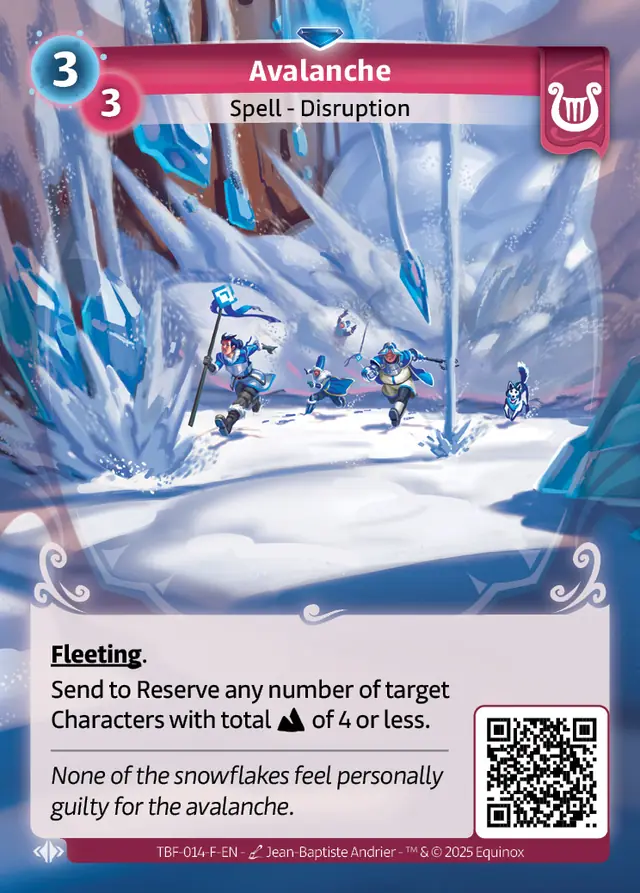 3
Avalanche
3
Spell - Disruption
Fleeting.
Send to Reserve any number of target
Characters with total of 4 or less.
None of the snowflakes feel personally
guilty for the avalanche.
TBF-014-F-EN - Jean-Baptiste Andrier - ™ & © 2025 Equinox